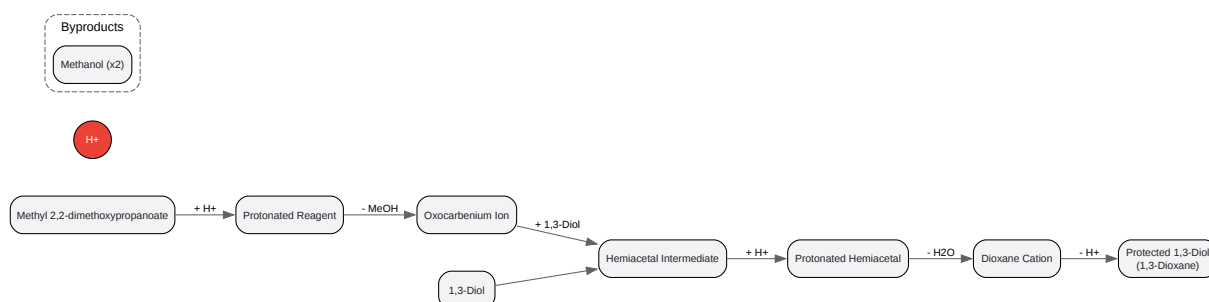 Byproducts
Methanol (x2)
H+
Methyl 2,2-dimethoxypropanoate
+ H+
Protonated Reagent
- MeOH
Oxocarbenium Ion
+ 1,3-Diol
1,3-Diol
Hemiacetal Intermediate
+ H+
Protonated Hemiacetal
- H2O
Dioxane Cation
- H+
Protected 1,3-Diol
(1,3-Dioxane)